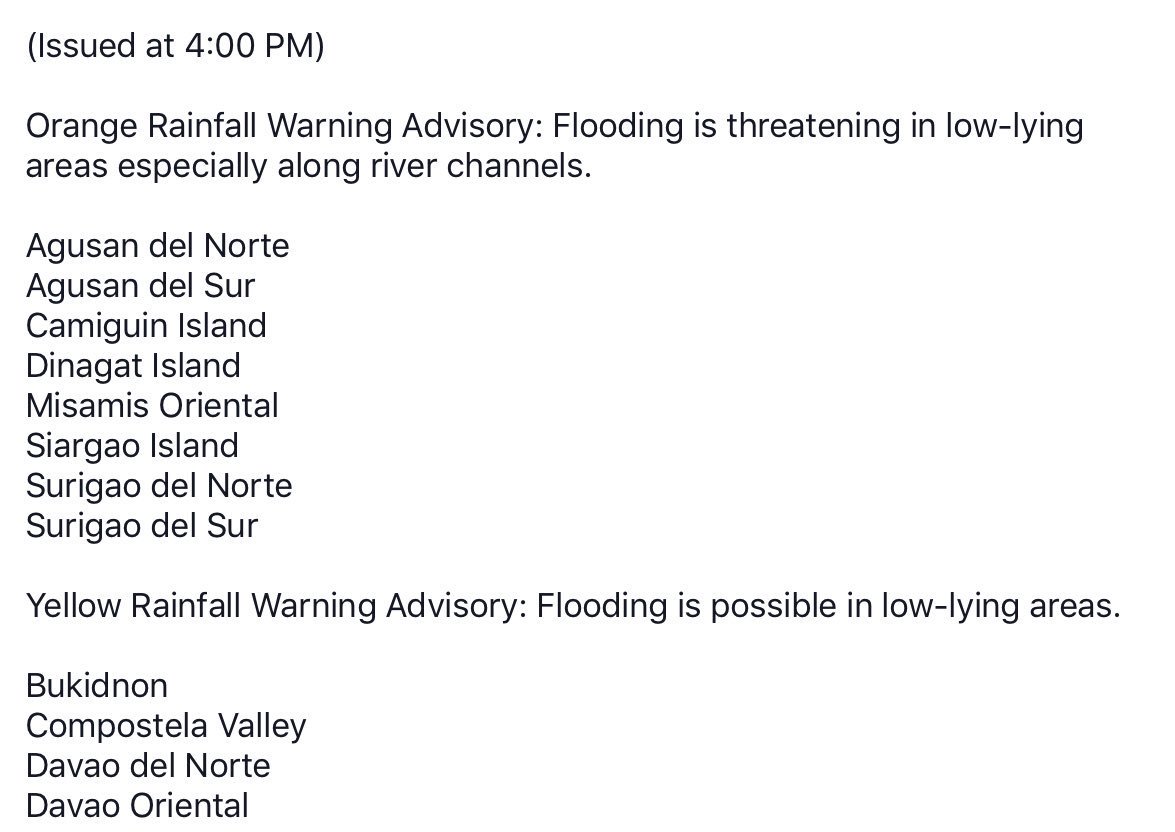 (Issued at 4:00 PM)
Orange Rainfall Warning Advisory: Flooding is threatening in low-lying
areas especially along river channels.
Agusan del Norte
Agusan del Sur
Camiguin Island
Dinagat Island
Misamis Oriental
Siargao Island
Surigao del Norte
Surigao del Sur
Yellow Rainfall Warning Advisory: Flooding is possible in low-lying areas.
Bukidnon
Compostela Valley
Davao del Norte
Davao Oriental